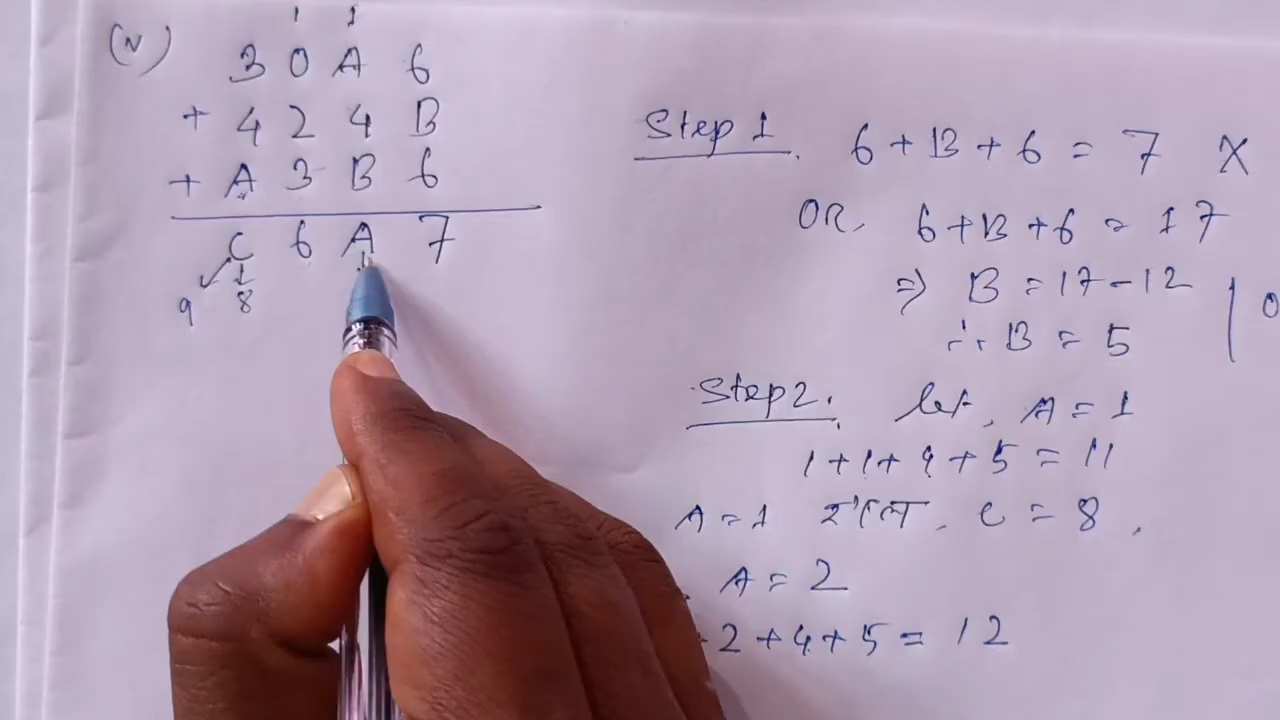 1 1
(iv) 3 0 A 6
+ 4 2 4 B
+ A 3 B 6
C 6 A 7
9 8
Step 1. 6 + B + 6 = 7 X
OR, 6 + B + 6 = 17
⇒ B = 17 - 12
∴ B = 5
Step 2. let, A = 1
1 + 1 + 4 + 5 = 11
A = 1 হলে, C = 8,
A = 2
2 + 4 + 5 = 12